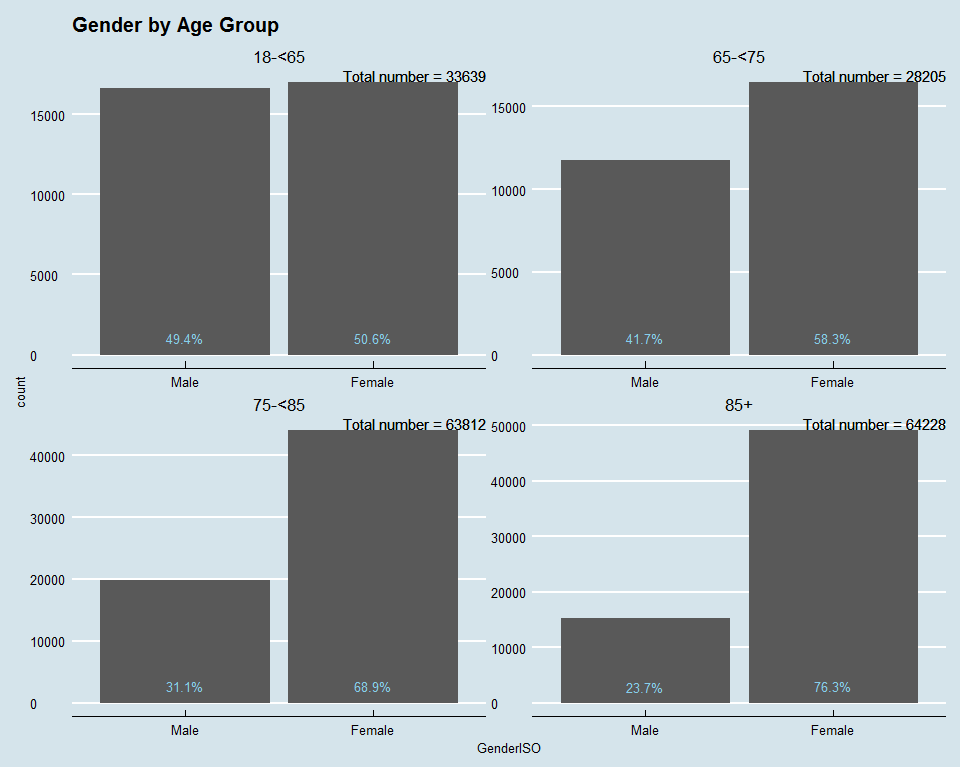 Gender by Age Group
18-<65
Total number = 33639
15000
10000
5000
0
49.4%
50.6%
Male
Female
65-<75
Total number = 28205
15000
10000
5000
0
41.7%
58.3%
Male
Female
count
75-<85
Total number = 63812
40000
30000
20000
10000
0
31.1%
68.9%
Male
Female
85+
Total number = 64228
50000
40000
30000
20000
10000
0
23.7%
76.3%
Male
Female
GenderISO